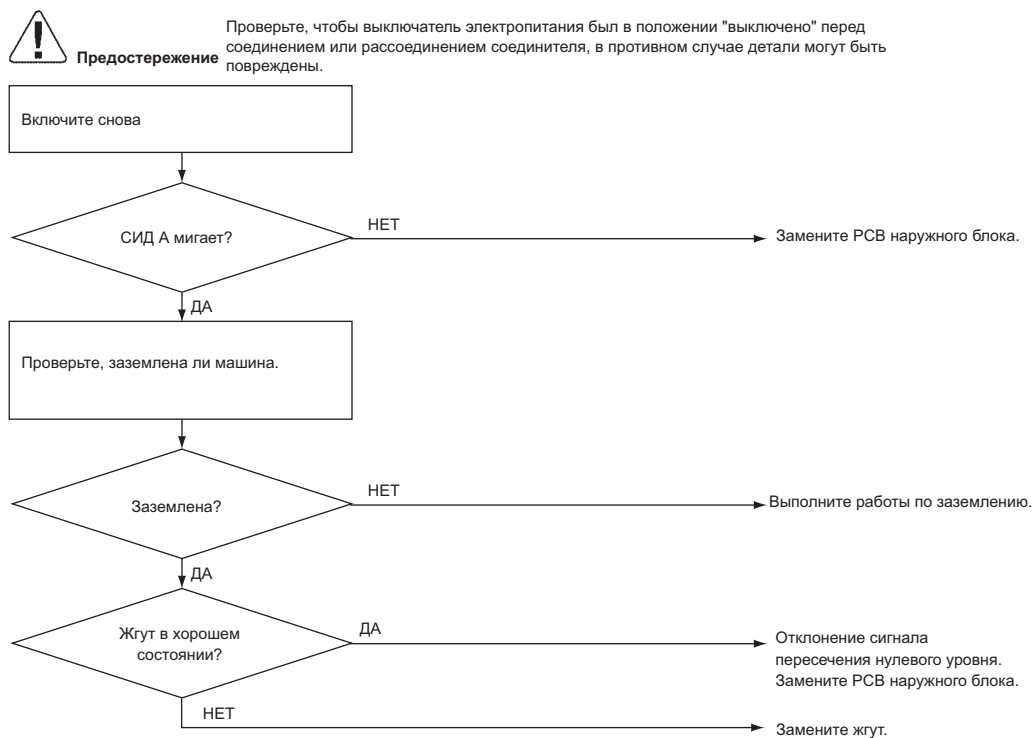 Предостережение
Проверьте, чтобы выключатель электропитания был в положении "выключено" перед
соединением или рассоединением соединителя, в противном случае детали могут быть
повреждены.
Включите снова
СИД А мигает?
НЕТ
Замените PCB наружного блока.
ДА
Проверьте, заземлена ли машина.
Заземлена?
НЕТ
Выполните работы по заземлению.
ДА
Жгут в хорошем
состоянии?
ДА
Отклонение сигнала
пересечения нулевого уровня.
Замените PCB наружного блока.
НЕТ
Замените жгут.